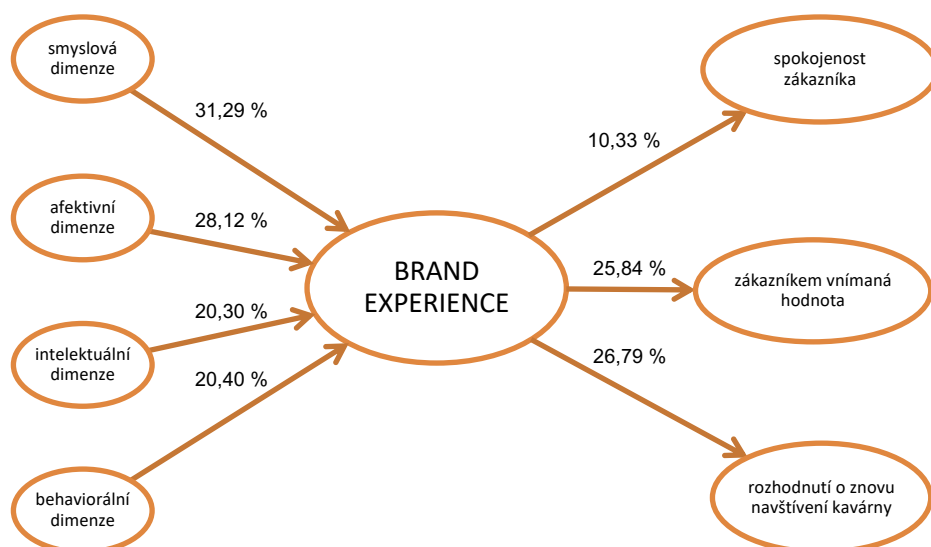 smyslová
dimenze
31,29 %
afektivní
dimenze
28,12 %
intelektuální
dimenze
20,30 %
20,40 %
behaviorální
dimenze
BRAND
EXPERIENCE
spokojenost
zákazníka
10,33 %
25,84 %
zákazníkem vnímaná
hodnota
26,79 %
rozhodnutí o znovu
navštívení kavárny